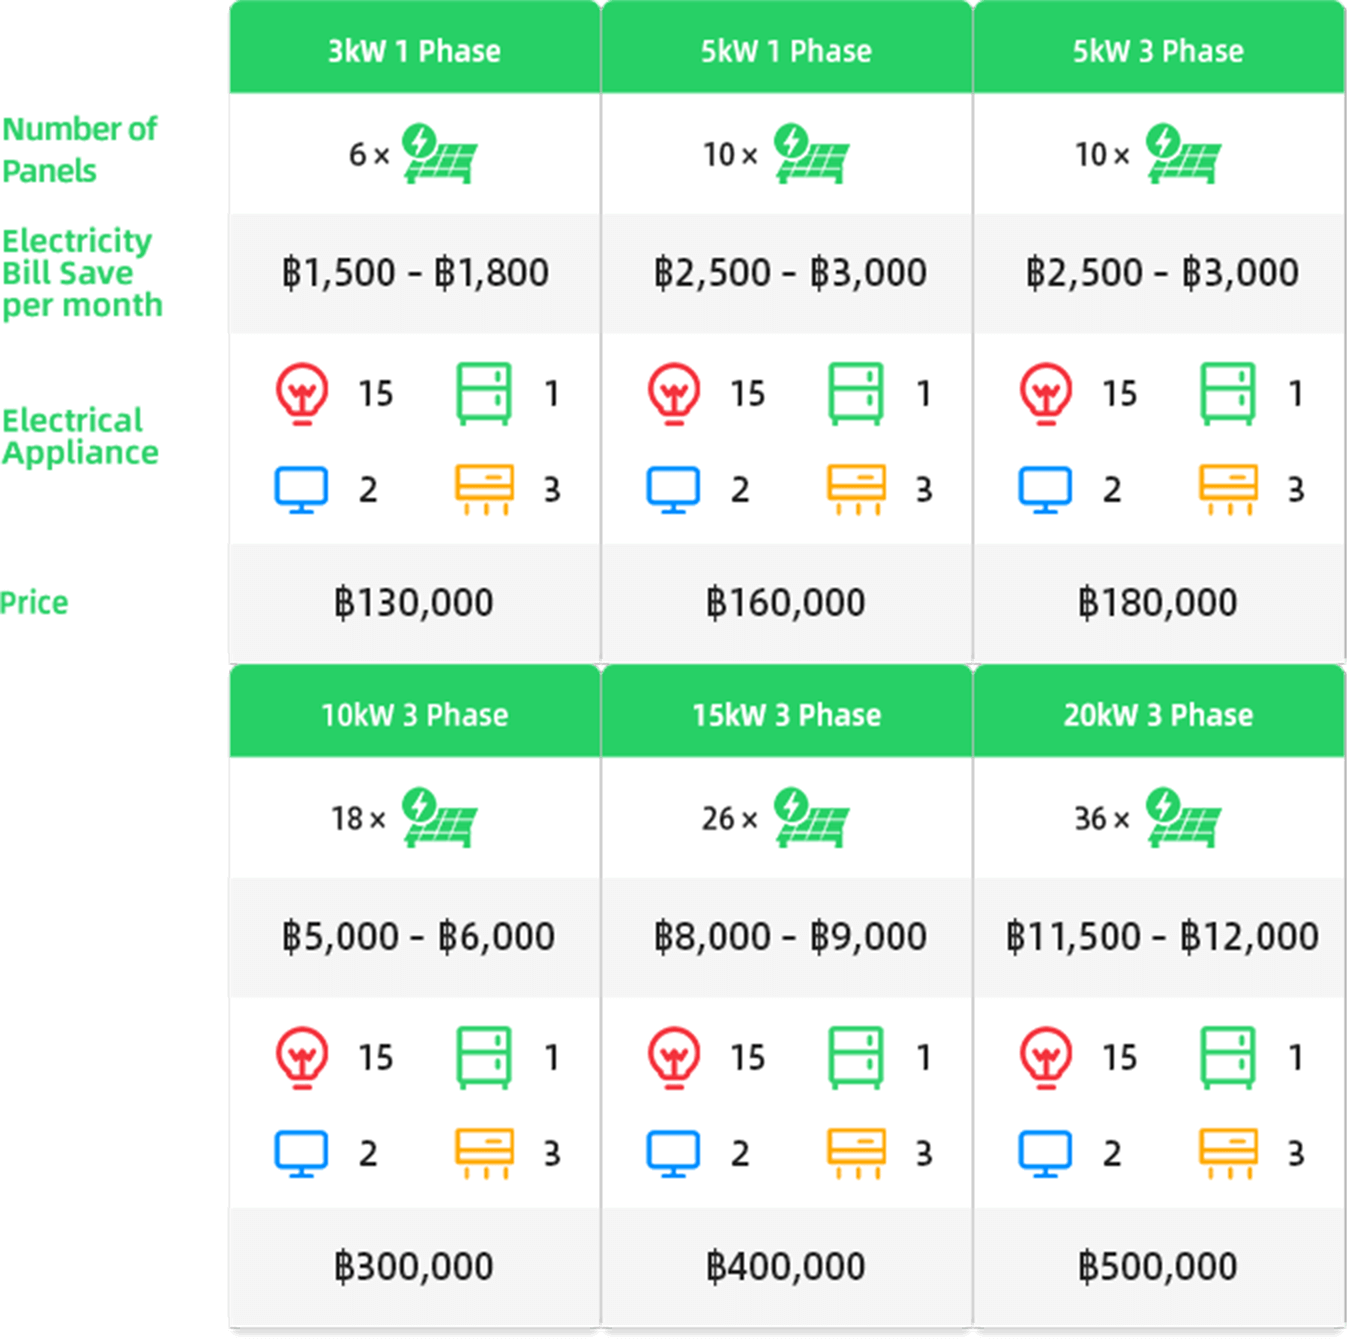 3kW 1 Phase 5kW 1 Phase 5kW 3 Phase
Number of
Panels
6 × 10 × 10 ×
Electricity
Bill Save
per month
฿1,500 - ฿1,800 ฿2,500 - ฿3,000 ฿2,500 - ฿3,000
15 1 15 1 15 1
Electrical
Appliance
2 3 2 3 2 3
Price
฿130,000 ฿160,000 ฿180,000
10kW 3 Phase 15kW 3 Phase 20kW 3 Phase
18 × 26 × 36 ×
฿5,000 - ฿6,000 ฿8,000 - ฿9,000 ฿11,500 - ฿12,000
15 1 15 1 15 1
2 3 2 3 2 3
฿300,000 ฿400,000 ฿500,000